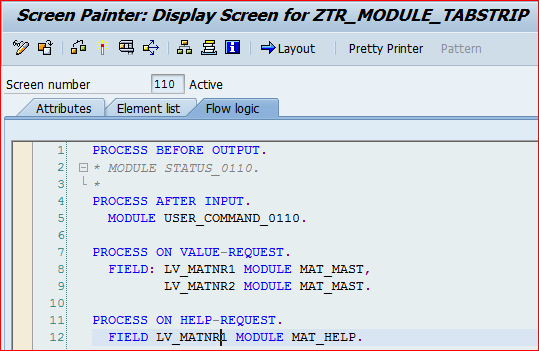 Screen Painter: Display Screen for ZTR_MODULE_TABSTRIP
Layout Pretty Printer Pattern
Screen number 110 Active
Attributes Element list Flow logic
1 PROCESS BEFORE OUTPUT.
2 * MODULE STATUS_0110.
3 *
4 PROCESS AFTER INPUT.
5 MODULE USER_COMMAND_0110.
6
7 PROCESS ON VALUE-REQUEST.
8 FIELD: LV_MATNR1 MODULE MAT_MAST,
9 LV_MATNR2 MODULE MAT_MAST.
10
11 PROCESS ON HELP-REQUEST.
12 FIELD LV_MATNR1 MODULE MAT_HELP.